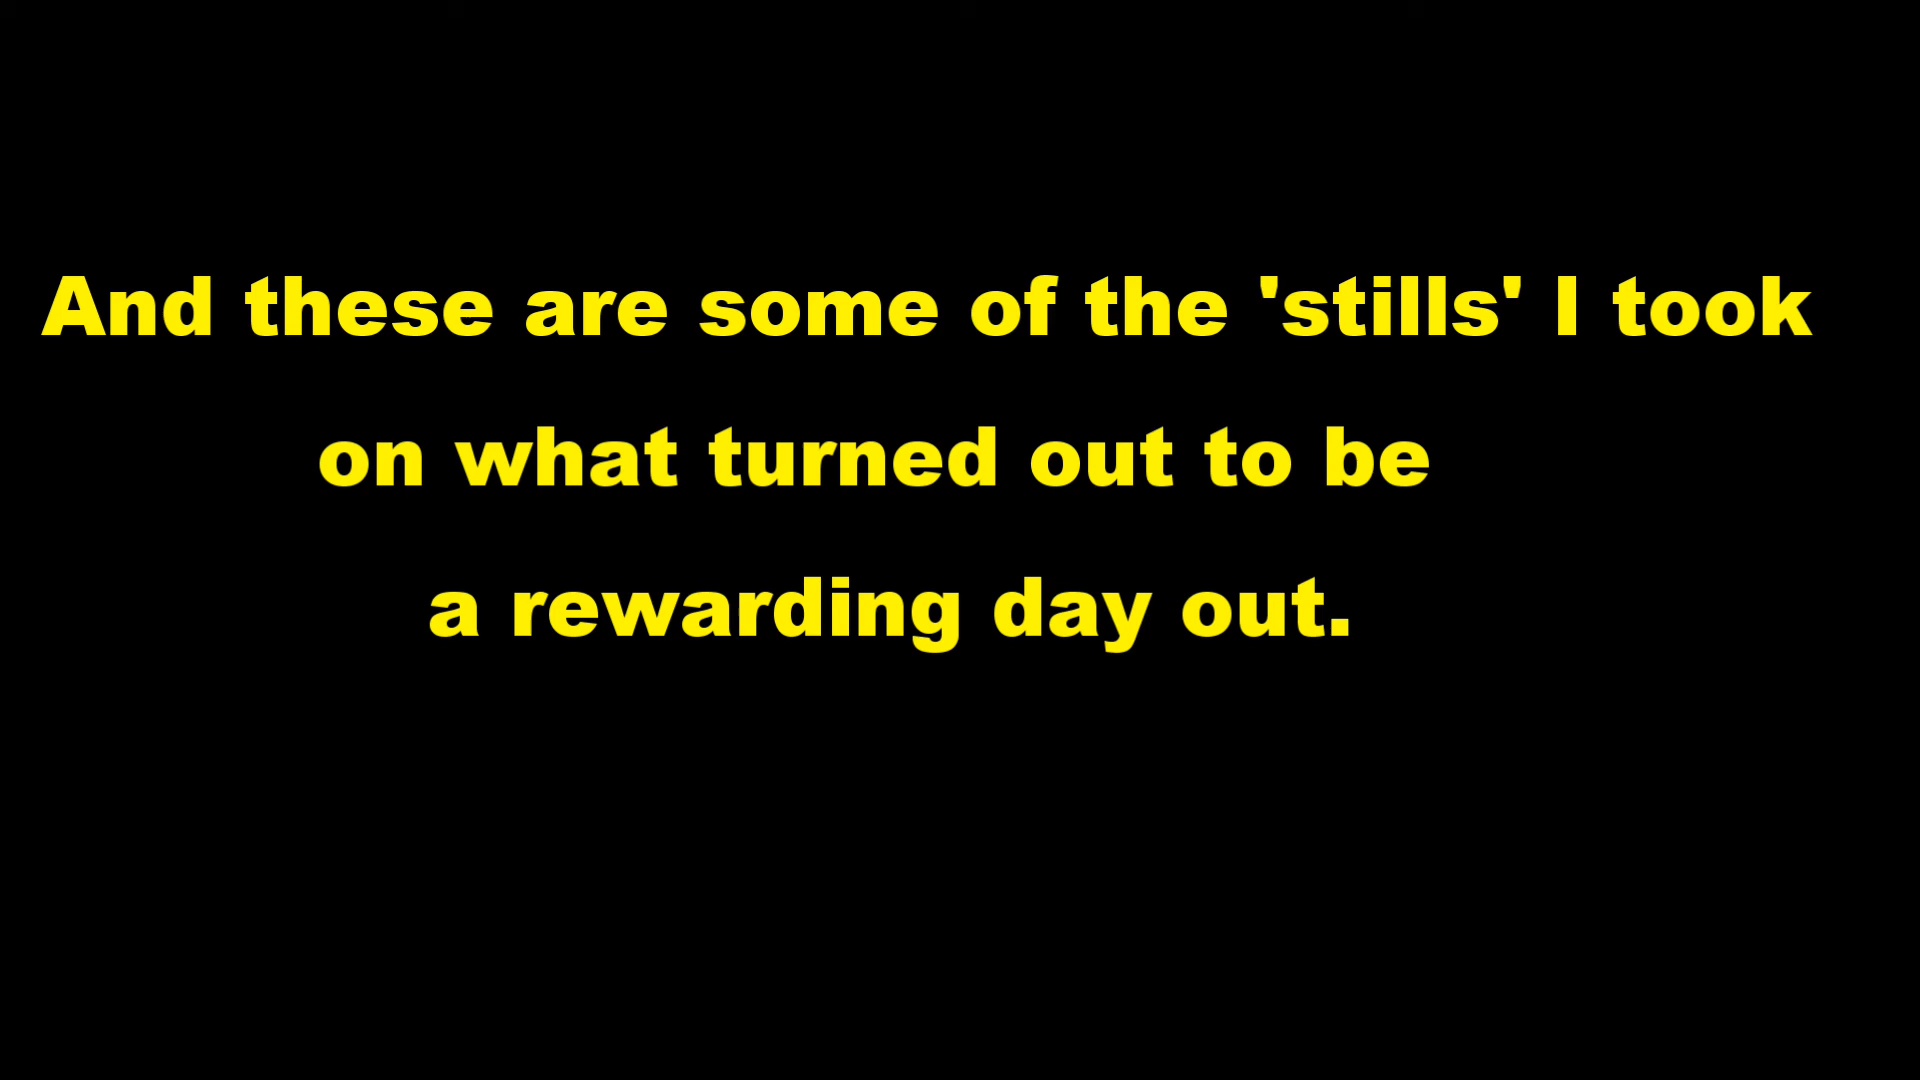 And these are some of the 'stills' I took
on what turned out to be
a rewarding day out.